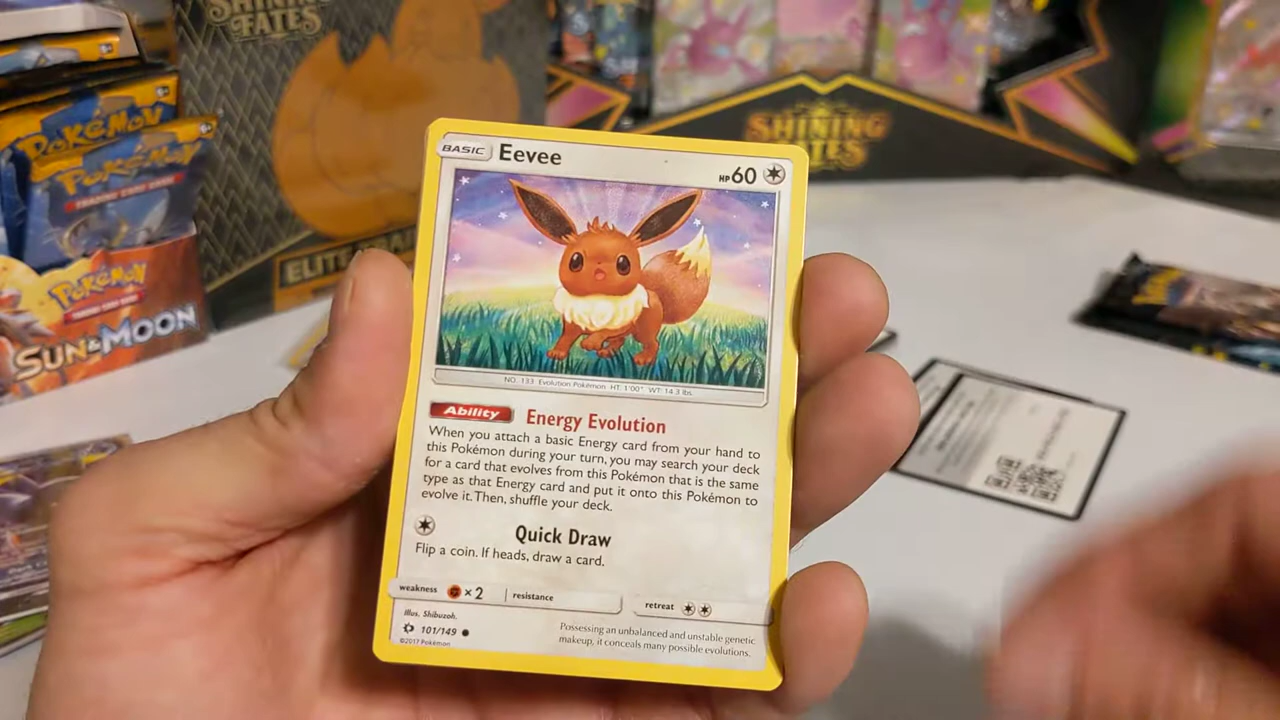 SHINING
FATES
POKÉMON
POKÉMON
TRADING CARD GAME
POKÉMON
SUN & MOON
SHINING
FATES
BASIC Eevee HP60
NO. 133 Evolution Pokémon HT: 1'00" WT: 14.3 lbs.
Ability Energy Evolution
When you attach a basic Energy card from your hand to
this Pokémon during your turn, you may search your deck
for a card that evolves from this Pokémon that is the same
type as that Energy card and put it onto this Pokémon to
evolve it. Then, shuffle your deck.
Quick Draw
Flip a coin. If heads, draw a card.
weakness ×2 resistance retreat
illus. Shibuzoh.
101/149
©2017 Pokémon
Possessing an unbalanced and unstable genetic
makeup, it conceals many possible evolutions.